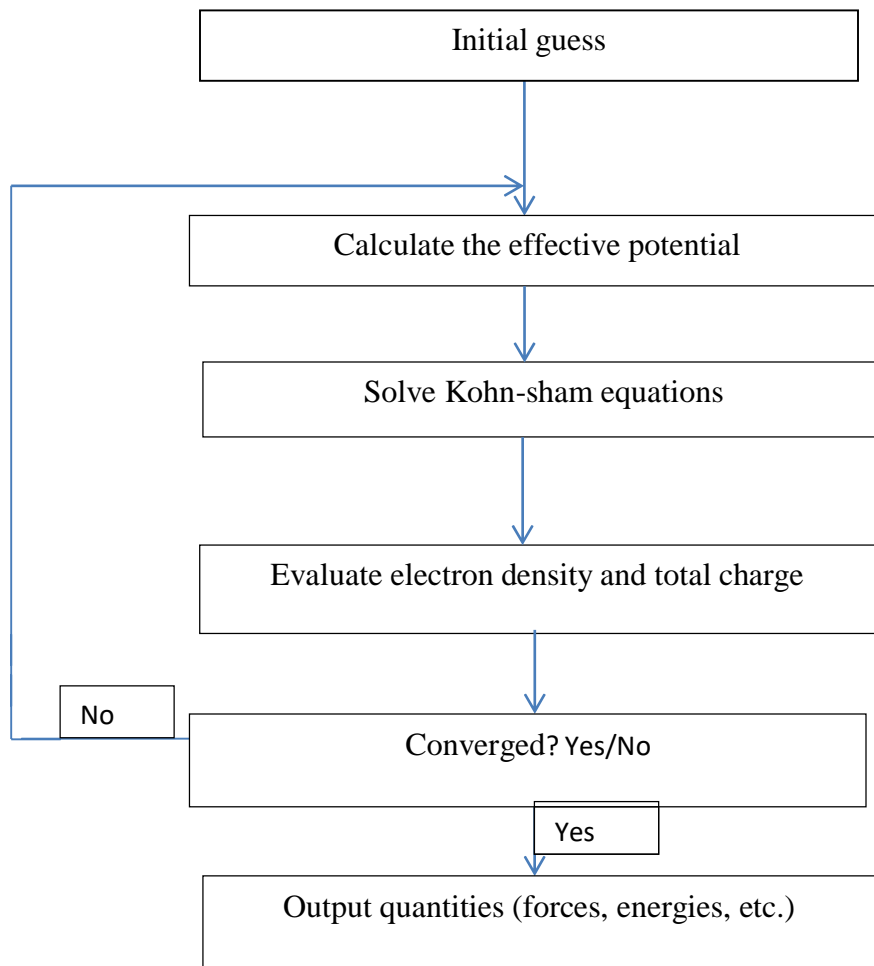 Initial guess
Calculate the effective potential
Solve Kohn-sham equations
Evaluate electron density and total charge
No
Converged? Yes/No
Yes
Output quantities (forces, energies, etc.)